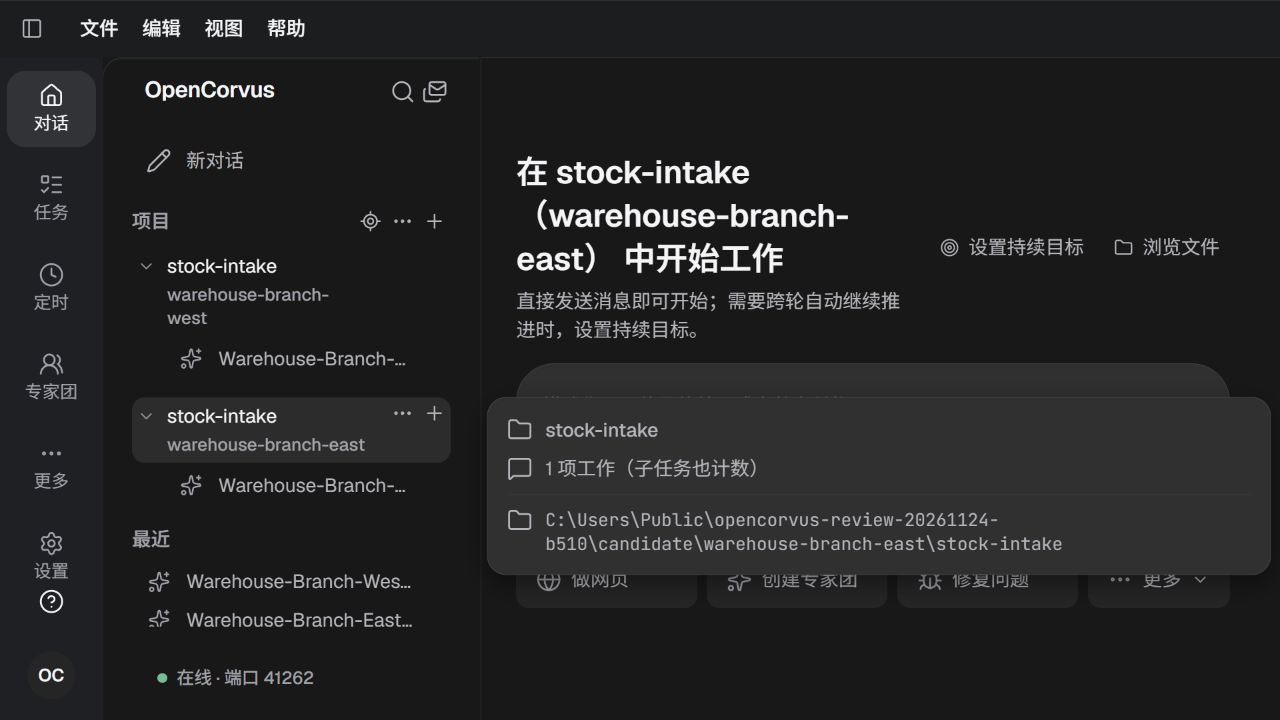 文件 编辑 视图 帮助
对话
任务
定时
专家团
更多
设置
OC
OpenCorvus
新对话
项目
stock-intake
warehouse-branch-
west
Warehouse-Branch-...
stock-intake
warehouse-branch-east
Warehouse-Branch-...
最近
Warehouse-Branch-Wes...
Warehouse-Branch-East...
在线 · 端口 41262
在 stock-intake
（warehouse-branch-
east） 中开始工作
直接发送消息即可开始；需要跨轮自动继续推
进时，设置持续目标。
设置持续目标 浏览文件
stock-intake
1 项工作（子任务也计数）
C:\Users\Public\opencorvus-review-20261124-
b510\candidate\warehouse-branch-east\stock-intake
做网页 创建专家团 修复问题 更多